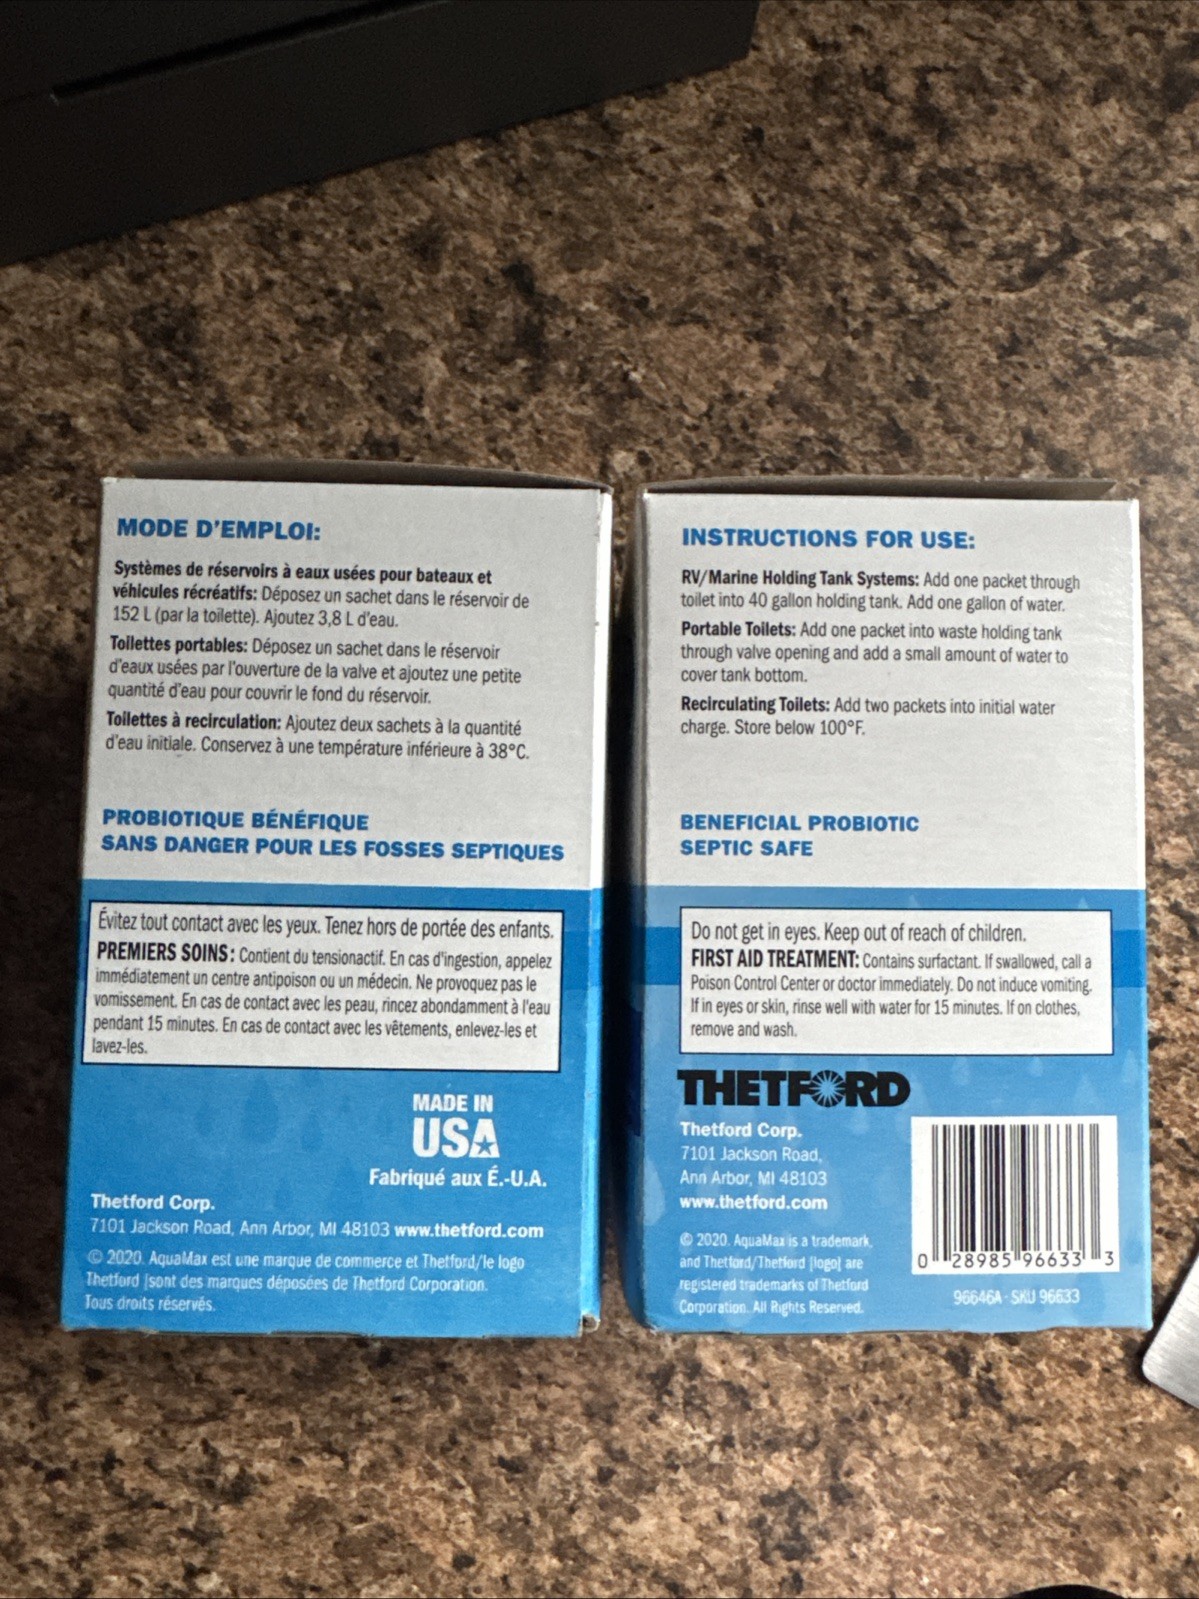 MODE D'EMPLOI:
Systèmes de réservoirs à eaux usées pour bateaux et
véhicules récréatifs: Déposez un sachet dans le réservoir de
152 L (par la toilette). Ajoutez 3,8 L d'eau.
Toilettes portables: Déposez un sachet dans le réservoir
d'eaux usées par l'ouverture de la valve et ajoutez une petite
quantité d'eau pour couvrir le fond du réservoir.
Toilettes à recirculation: Ajoutez deux sachets à la quantité
d'eau initiale. Conservez à une température inférieure à 38°C.
PROBIOTIQUE BÉNÉFIQUE
SANS DANGER POUR LES FOSSES SEPTIQUES
Évitez tout contact avec les yeux. Tenez hors de portée des enfants.
PREMIERS SOINS: Contient du tensionactif. En cas d'ingestion, appelez
immédiatement un centre antipoison ou un médecin. Ne provoquez pas le
vomissement. En cas de contact avec les peau, rincez abondamment à l'eau
pendant 15 minutes. En cas de contact avec les vêtements, enlevez-les et
lavez-les.
MADE IN
USA
Fabriqué aux É.-U.A.
Thetford Corp.
7101 Jackson Road, Ann Arbor, MI 48103 www.thetford.com
© 2020. AquaMax est une marque de commerce et Thetford/le logo
Thetford |sont des marques déposées de Thetford Corporation.
Tous droits réservés.
INSTRUCTIONS FOR USE:
RV/Marine Holding Tank Systems: Add one packet through
toilet into 40 gallon holding tank. Add one gallon of water.
Portable Toilets: Add one packet into waste holding tank
through valve opening and add a small amount of water to
cover tank bottom.
Recirculating Toilets: Add two packets into initial water
charge. Store below 100°F.
BENEFICIAL PROBIOTIC
SEPTIC SAFE
Do not get in eyes. Keep out of reach of children.
FIRST AID TREATMENT: Contains surfactant. If swallowed, call a
Poison Control Center or doctor immediately. Do not induce vomiting.
If in eyes or skin, rinse well with water for 15 minutes. If on clothes,
remove and wash.
THETFORD
Thetford Corp.
7101 Jackson Road,
Ann Arbor, MI 48103
www.thetford.com
© 2020. AquaMax is a trademark,
and Thetford/Thetford [logo] are
registered trademarks of Thetford
Corporation. All Rights Reserved.
0 28985 96633 3
96646A - SKU 96633